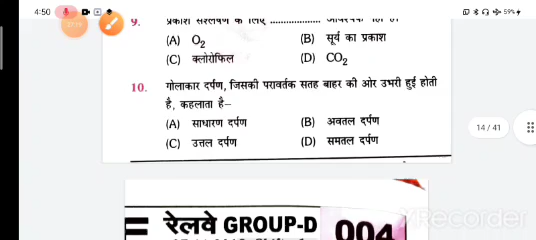 4:50
59%
9. प्रकाश संश्लेषण के लिए .................. आवश्यक नहीं है।
(A) O2 (B) सूर्य का प्रकाश
(C) क्लोरोफिल (D) CO2
10. गोलाकार दर्पण, जिसकी परावर्तक सतह बाहर की ओर उभरी हुई होती
है, कहलाता है–
(A) साधारण दर्पण (B) अवतल दर्पण
(C) उत्तल दर्पण (D) समतल दर्पण
14 / 41
रेलवे GROUP-D 004
RECORDER